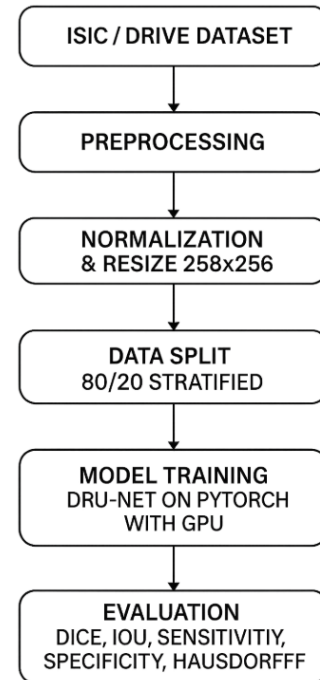 ISIC / DRIVE DATASET
PREPROCESSING
NORMALIZATION
& RESIZE 258x256
DATA SPLIT
80/20 STRATIFIED
MODEL TRAINING
DRU-NET ON PYTORCH
WITH GPU
EVALUATION
DICE, IOU, SENSITIVITIY,
SPECIFICITY, HAUSDORFFF